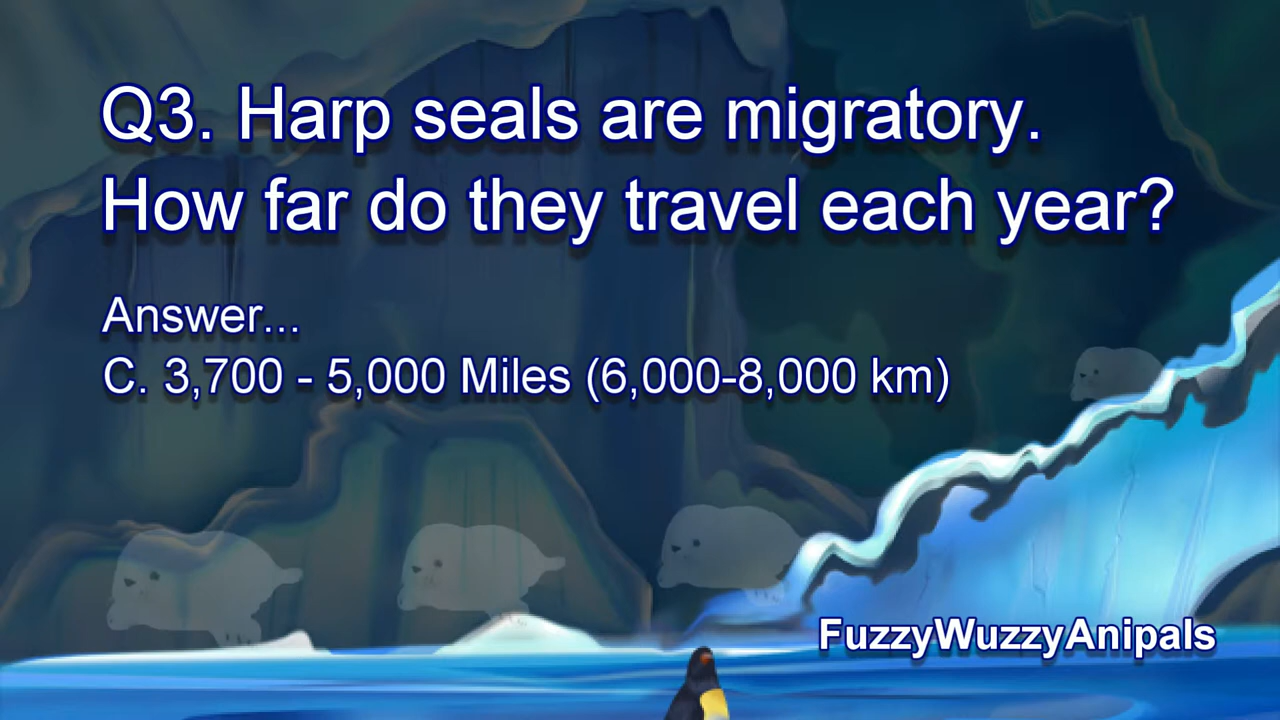 Q3. Harp seals are migratory.
How far do they travel each year?
Answer...
C. 3,700 - 5,000 Miles (6,000-8,000 km)
FuzzyWuzzyAnipals